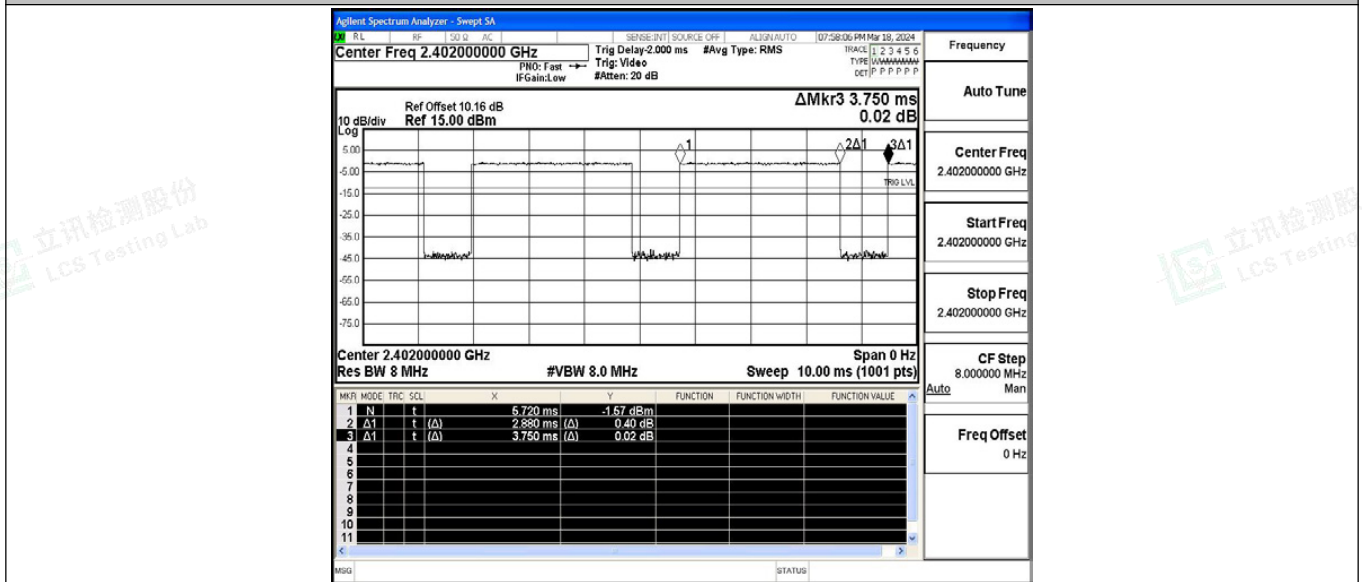 Agilent Spectrum Analyzer - Swept SA
RL RF 50 Ω AC SENSE:INT SOURCE OFF ALIGN AUTO 07:58:06 PM Mar 18, 2024
Center Freq 2.402000000 GHz
Trig Delay-2.000 ms #Avg Type: RMS
TRACE 1 2 3 4 5 6
PNO: Fast
Trig: Video
TYPE WWWWWW
IFGain:Low
#Atten: 20 dB
DET P P P P P P
Frequency
Auto Tune
Ref Offset 10.16 dB
ΔMkr3 3.750 ms
10 dB/div
Ref 15.00 dBm
0.02 dB
Log
5.00
-5.00
-15.0
-25.0
-35.0
-45.0
-55.0
-65.0
-75.0
1
2Δ1
3Δ1
TRIG LVL
Center 2.402000000 GHz
Span 0 Hz
Res BW 8 MHz
#VBW 8.0 MHz
Sweep 10.00 ms (1001 pts)
MKR MODE TRC SCL X Y FUNCTION FUNCTION WIDTH FUNCTION VALUE
1 N t 5.720 ms -1.57 dBm
2 Δ1 t (Δ) 2.880 ms (Δ) 0.40 dB
3 Δ1 t (Δ) 3.750 ms (Δ) 0.02 dB
4
5
6
7
8
9
10
11
MSG
STATUS
Center Freq
2.402000000 GHz
Start Freq
2.402000000 GHz
Stop Freq
2.402000000 GHz
CF Step
8.000000 MHz
Auto Man
Freq Offset
0 Hz
立讯检测股份
LCS Testing Lab
立讯检测股
LCS Testing